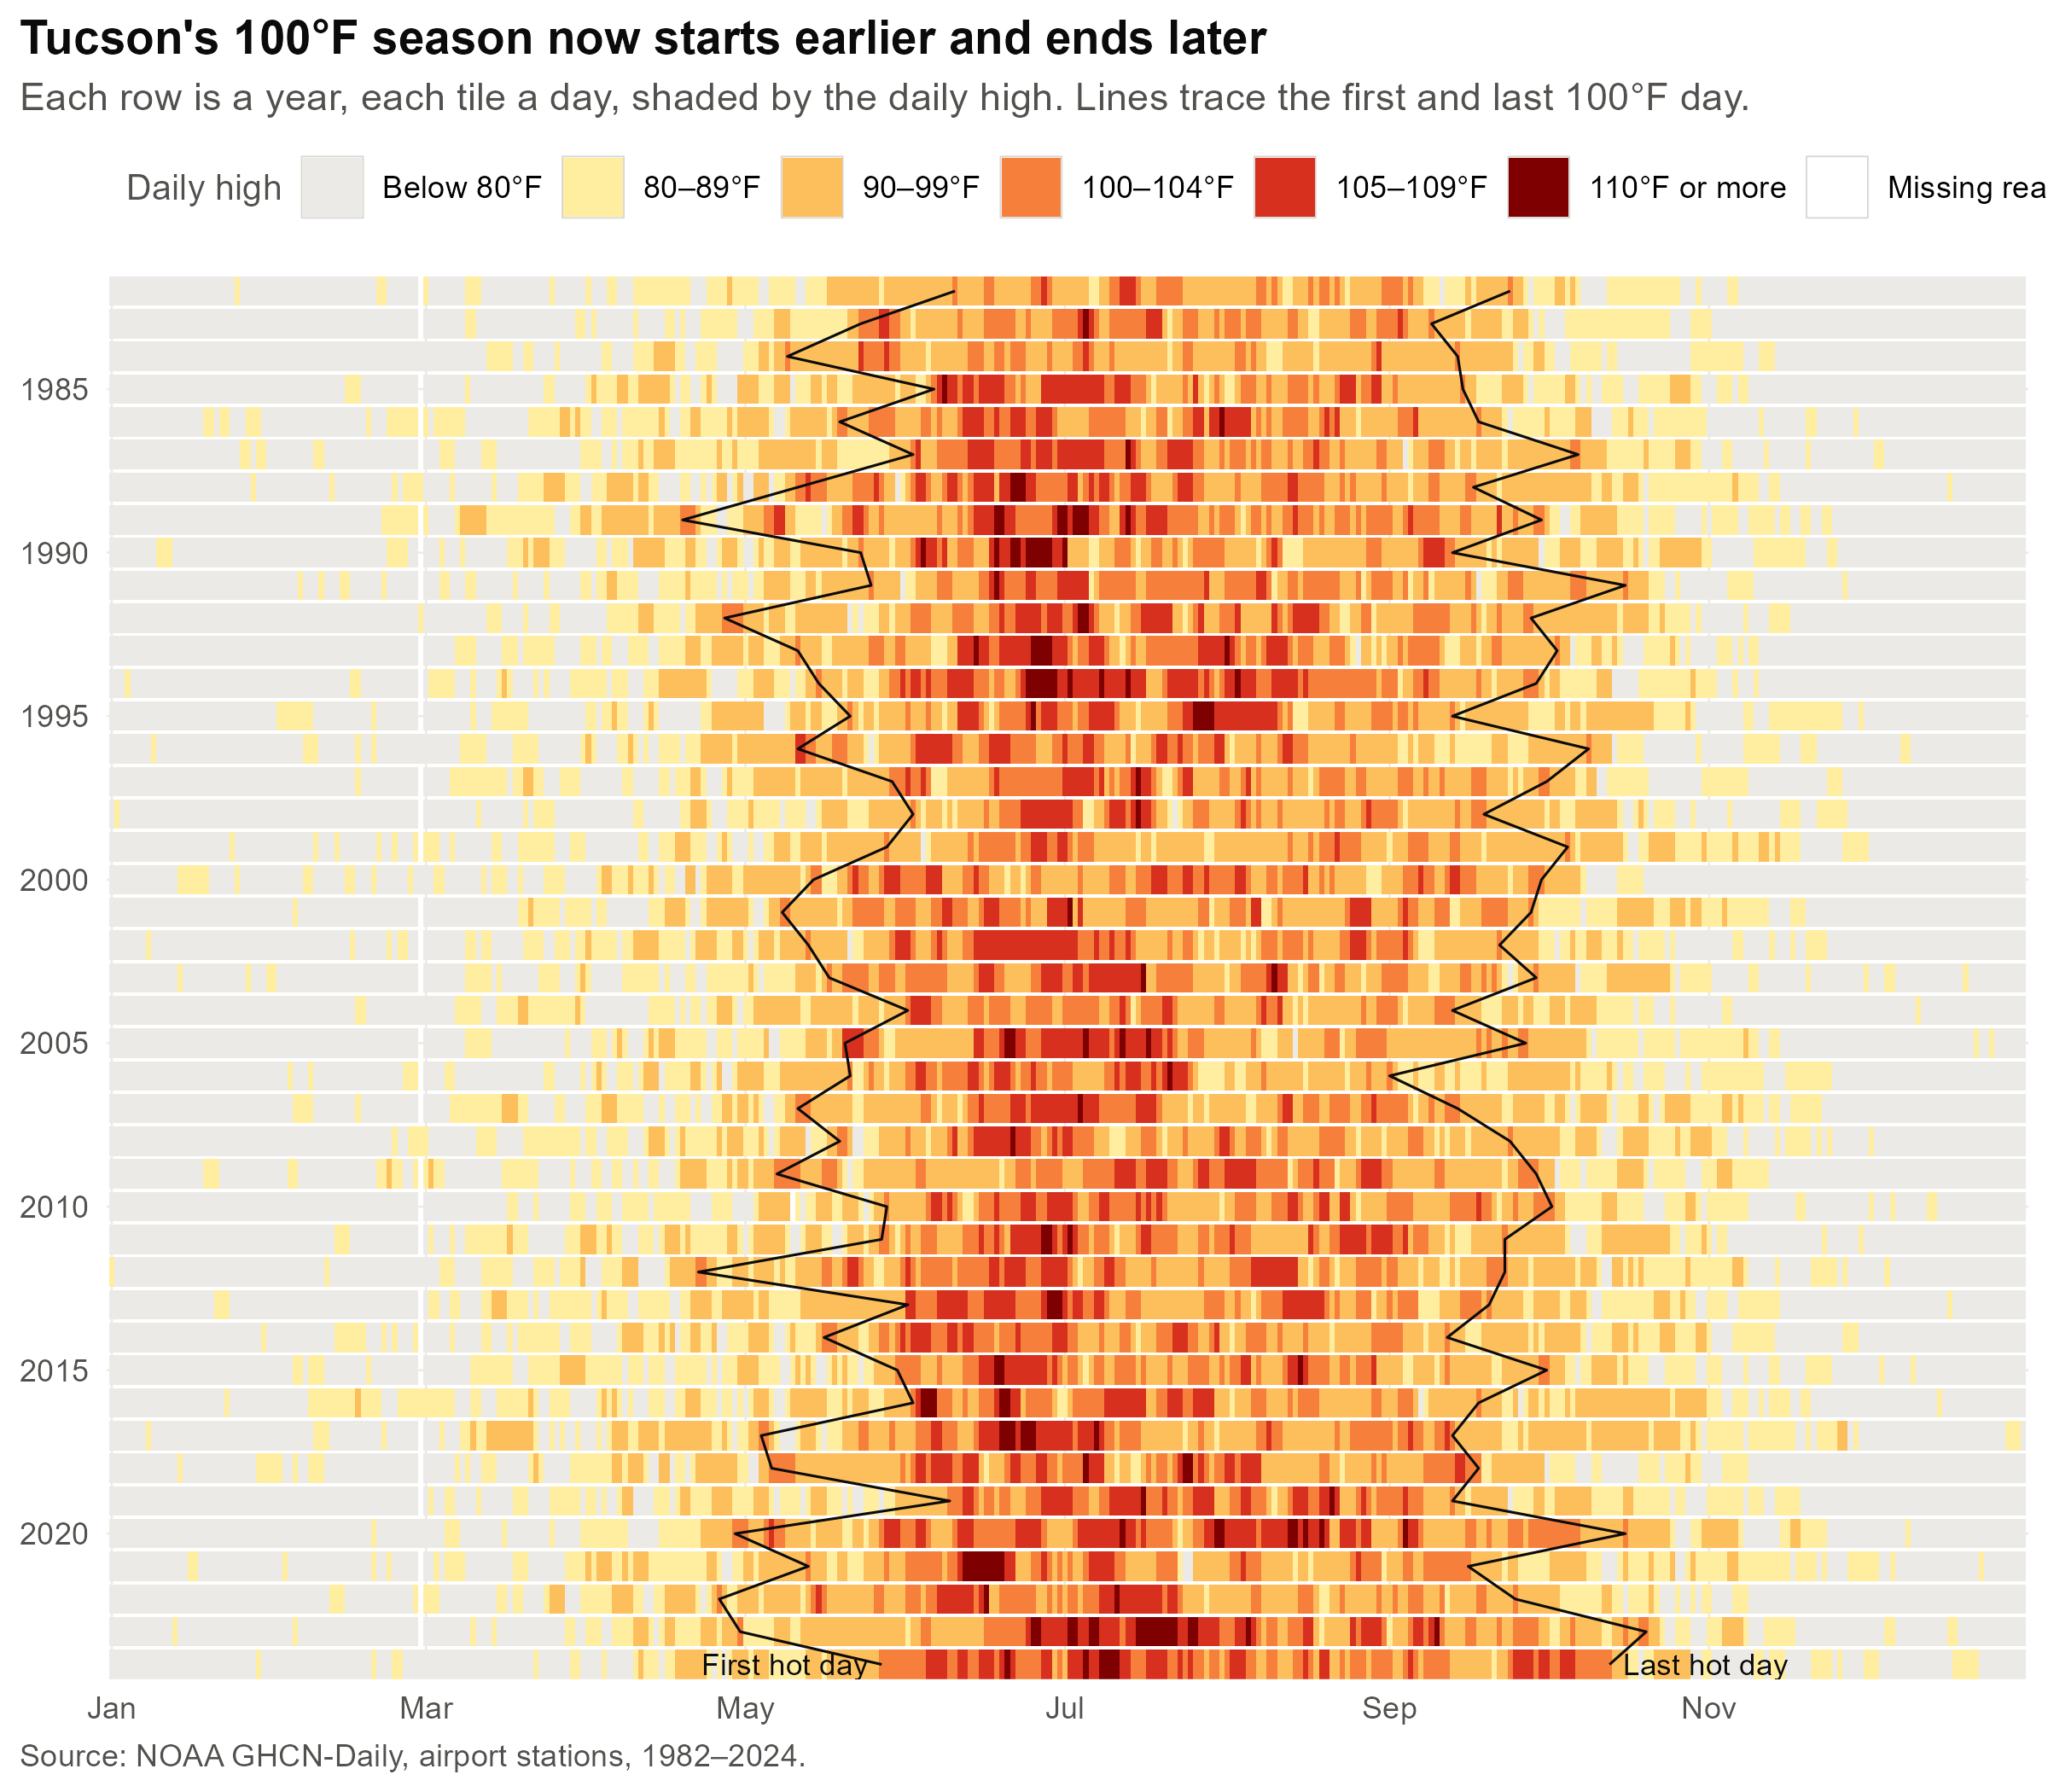 Tucson's 100°F season now starts earlier and ends later
Each row is a year, each tile a day, shaded by the daily high. Lines trace the first and last 100°F day.
Daily high Below 80°F 80–89°F 90–99°F 100–104°F 105–109°F 110°F or more Missing rea
1985
1990
1995
2000
2005
2010
2015
2020
First hot day Last hot day
Jan Mar May Jul Sep Nov
Source: NOAA GHCN-Daily, airport stations, 1982–2024.